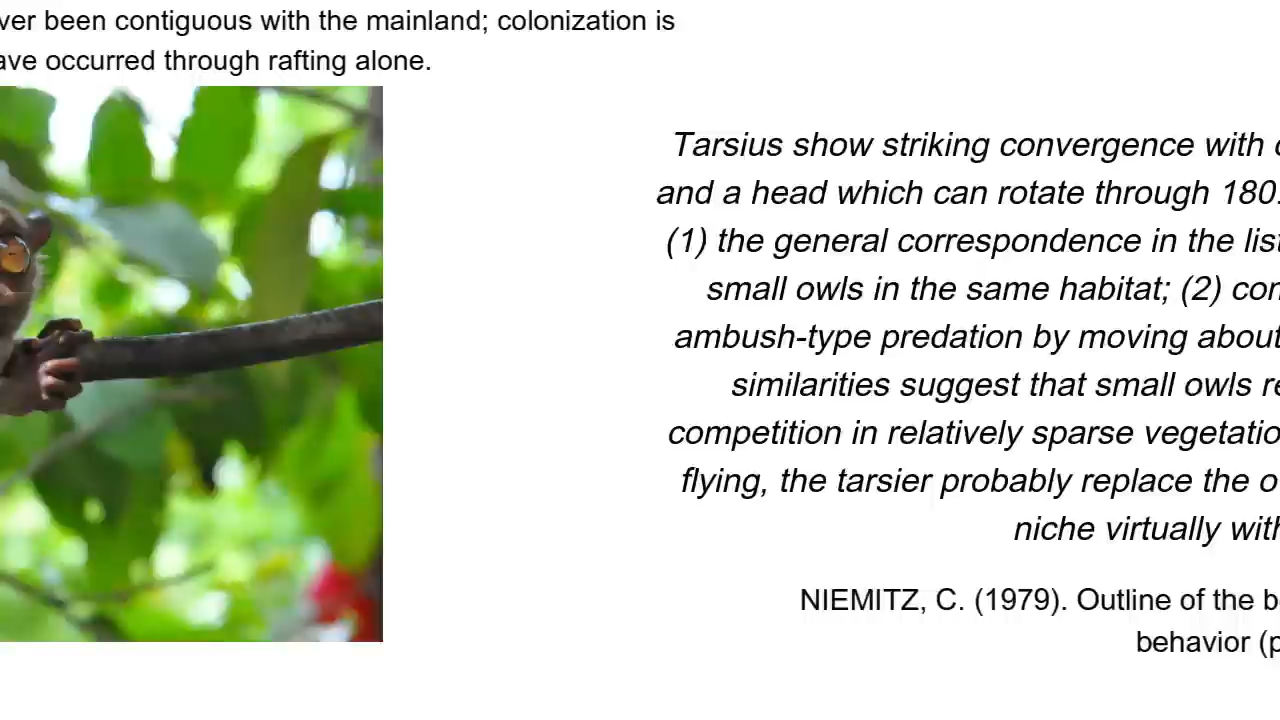 ver been contiguous with the mainland; colonization is
ave occurred through rafting alone.
Tarsius show striking convergence with
and a head which can rotate through 180.
(1) the general correspondence in the list
small owls in the same habitat; (2) con
ambush-type predation by moving about
similarities suggest that small owls re
competition in relatively sparse vegetatio
flying, the tarsier probably replace the o
niche virtually with
NIEMITZ, C. (1979). Outline of the b
behavior (p